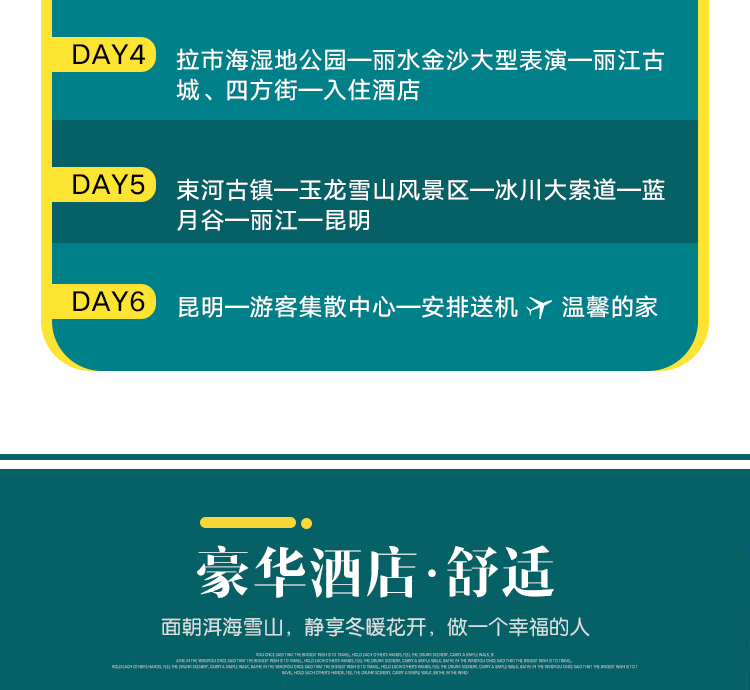 DAY4
拉市海湿地公园—丽水金沙大型表演—丽江古
城、四方街—入住酒店
DAY5
束河古镇—玉龙雪山风景区—冰川大索道—蓝
月谷—丽江—昆明
DAY6
昆明—游客集散中心—安排送机 ✈ 温馨的家
豪华酒店·舒适
面朝洱海雪山，静享冬暖花开，做一个幸福的人